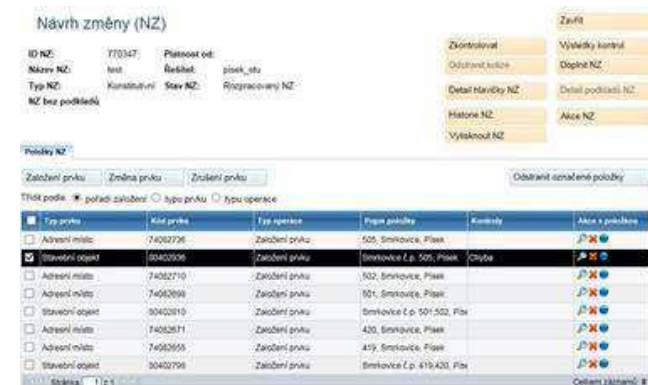 Návrh změny (NZ)
Zavřít
Zkontrolovat
Výsledky kontrol
Odstranit kolize
Doplnit NZ
Detail hlavičky NZ
Detail podkladů NZ
Historie NZ
Akce NZ
Vytisknout NZ
ID NZ: 770347 Platnost od:
Název NZ: test Řešitel: pisek_stu
Typ NZ: Konstitutivní Stav NZ: Rozpracovaný NZ
NZ bez podkladů
Položky NZ
Založení prvku Změna prvku Zrušení prvku Odstranit označené položky
Třídit podle pořadí založení typu prvku typu operace
Typ prvku Kód prvku Typ operace Popis položky Kontroly Akce s položkou
Adresní místo 74082736 Založení prvku 505, Smrkovice, Písek
Stavební objekt Založení prvku Smrkovice č.p. 505, Písek Chyba
Adresní místo 74082710 Založení prvku 502, Smrkovice, Písek
Adresní místo 74082698 Založení prvku 501, Smrkovice, Písek
Stavební objekt Založení prvku Smrkovice č.p. 501,502, Píse
Adresní místo 74082671 Založení prvku 420, Smrkovice, Písek
Adresní místo 74082655 Založení prvku 419, Smrkovice, Písek
Stavební objekt Založení prvku Smrkovice č.p. 419,420, Píse
Stránka 1 z 1 Celkem záznamů: 8